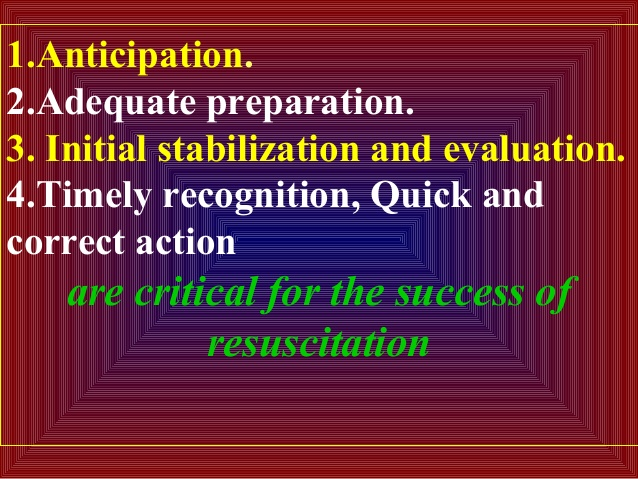 1.Anticipation.
2.Adequate preparation.
3. Initial stabilization and evaluation.
4.Timely recognition, Quick and
correct action
are critical for the success of
resuscitation